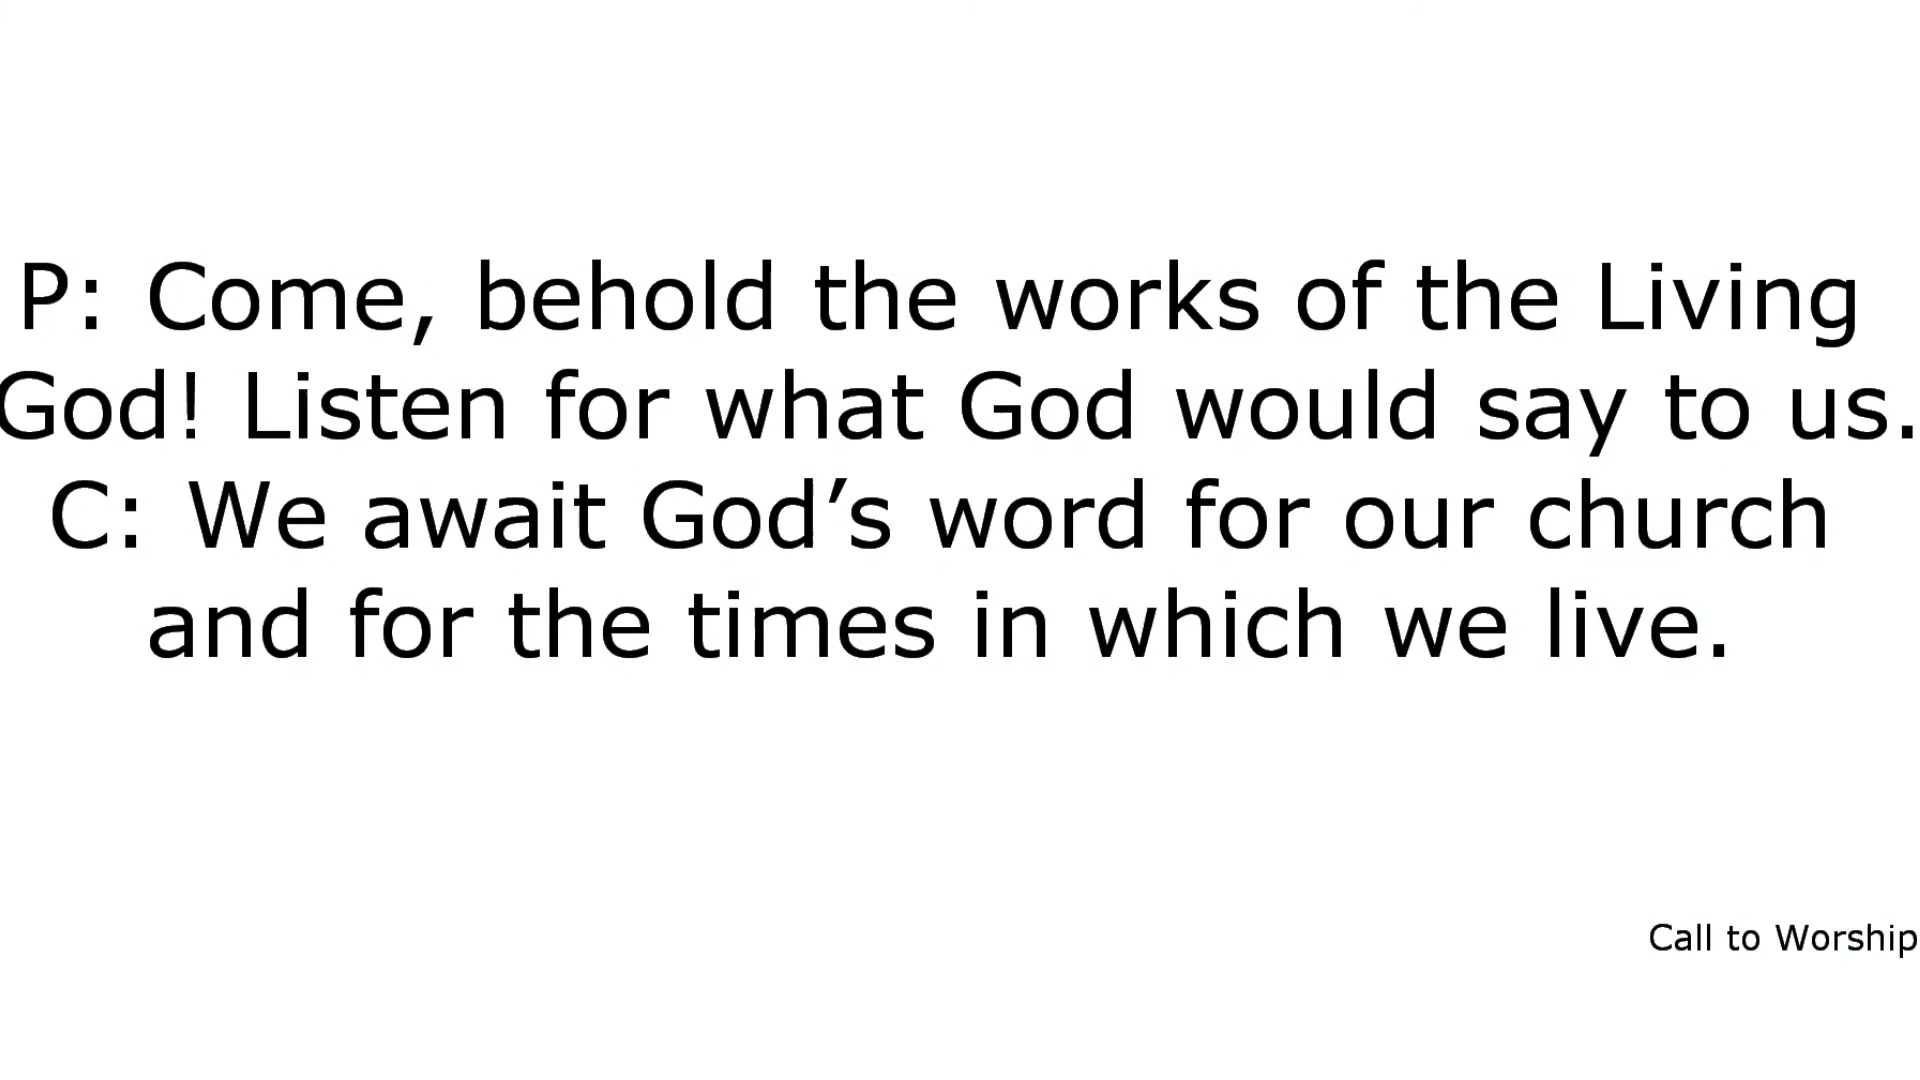 P: Come, behold the works of the Living
God! Listen for what God would say to us.
C: We await God’s word for our church
and for the times in which we live.
Call to Worship